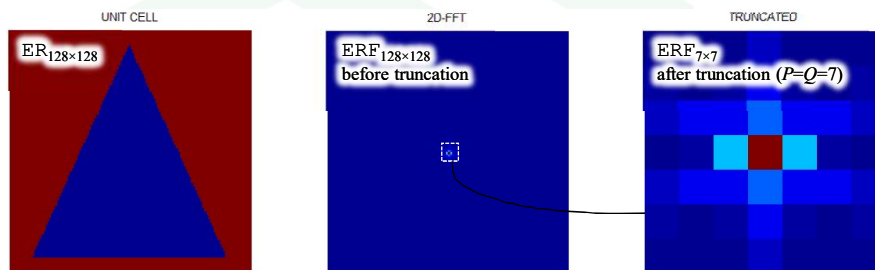 UNIT CELL
ER128×128
2D-FFT
ERF128×128
before truncation
TRUNCATED
ERF7×7
after truncation (P=Q=7)